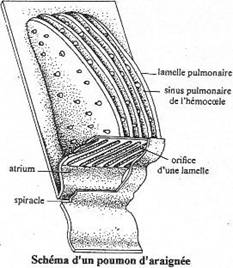 lamelle pulmonaire
sinus pulmonaire
de l'hémocœle
orifice
d'une lamelle
atrium
spiracle
Schéma d'un poumon d'araignée